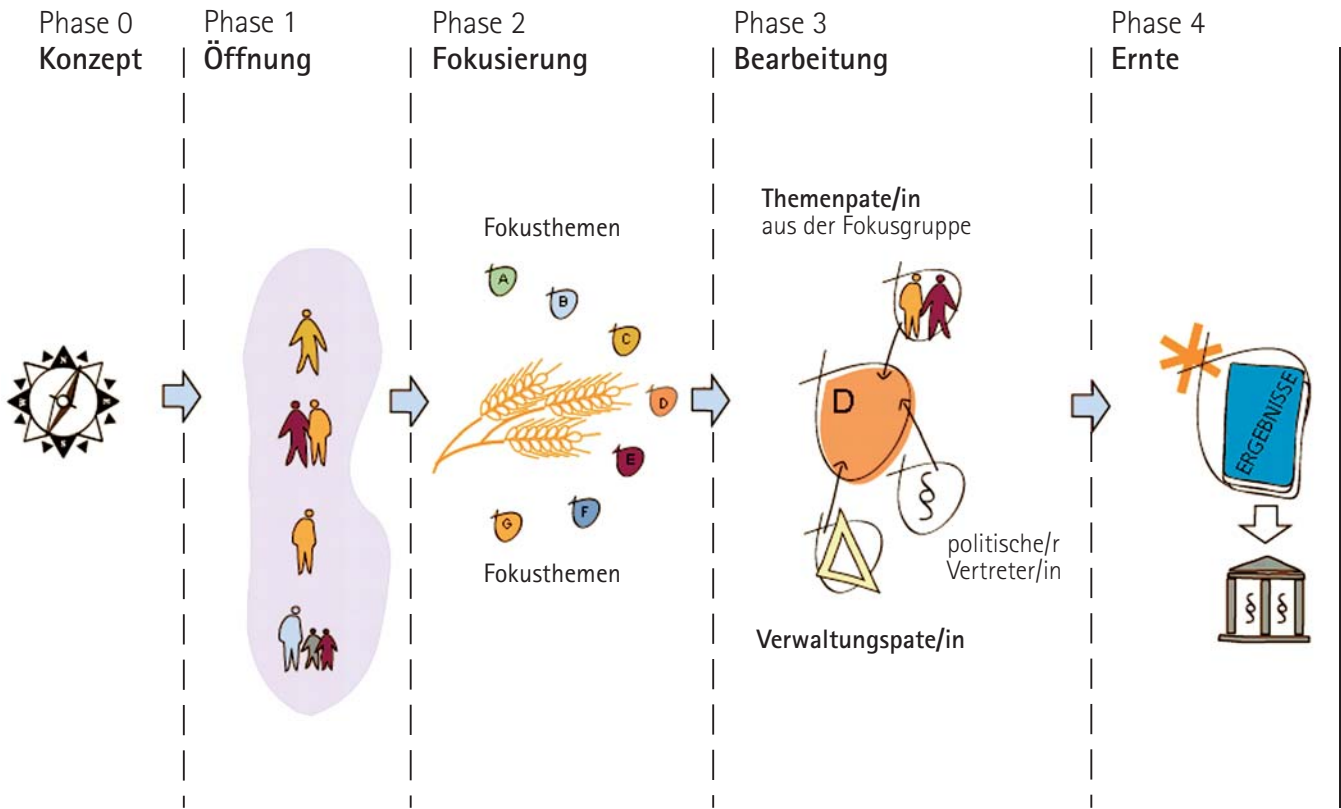 Phase 0
Konzept
Phase 1
Öffnung
Phase 2
Fokusierung
Phase 3
Bearbeitung
Phase 4
Ernte
Fokusthemen
A
B
C
D
E
F
G
Fokusthemen
Themenpate/in
aus der Fokusgruppe
D
§
politische/r
Vertreter/in
Verwaltungspate/in
ERGEBNISSE
§ §